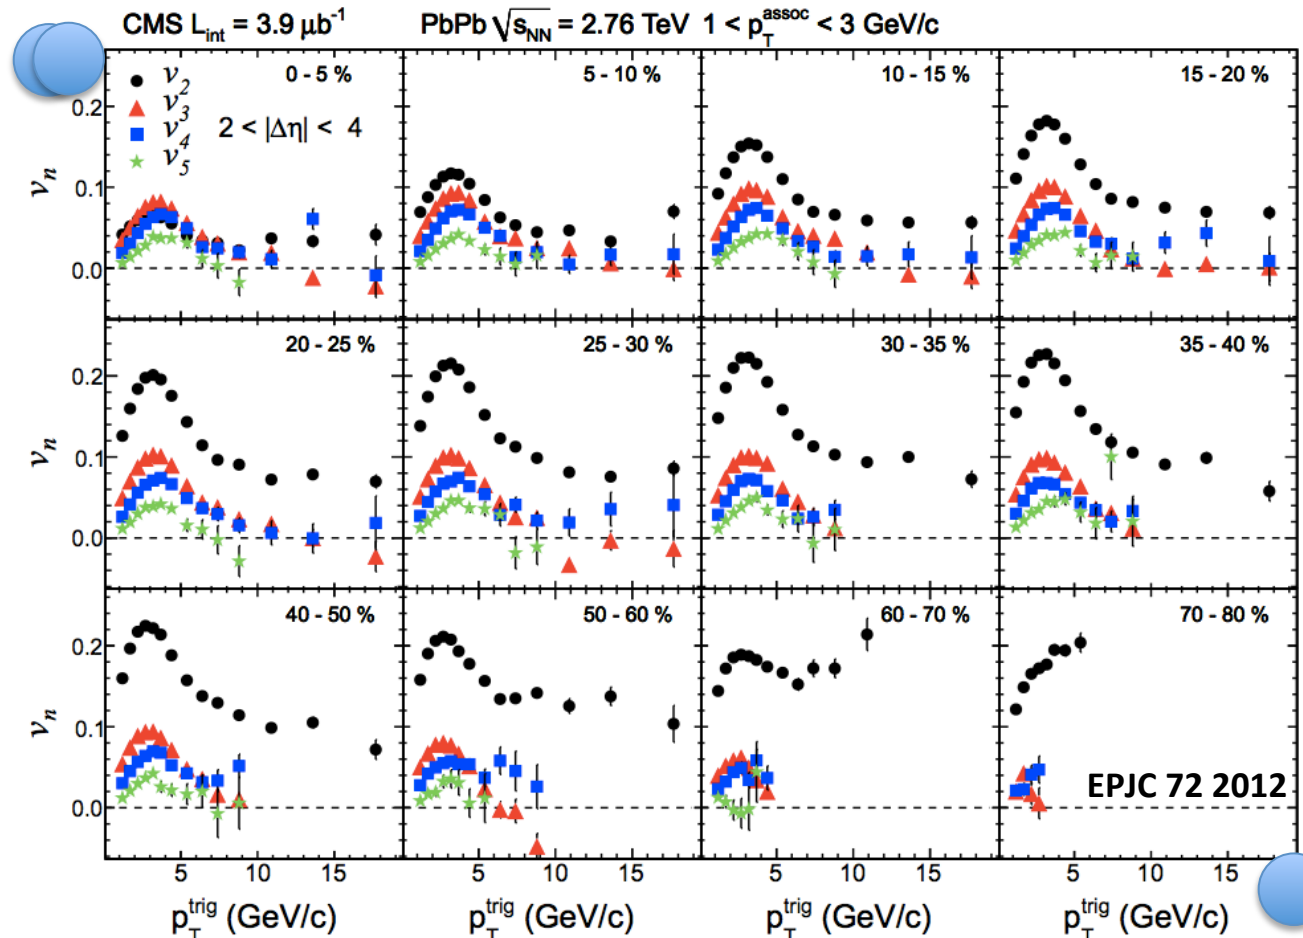 CMS L_int = 3.9 μb⁻¹ PbPb √s_NN = 2.76 TeV 1 < p_T^assoc < 3 GeV/c
0 - 5 % 5 - 10 % 10 - 15% 15 - 20%
v₂
v₃
v₄
v₅
2 < |Δη| < 4
0.2
0.1
0.0
v_n
20 - 25 % 25 - 30% 30 - 35% 35 - 40%
0.2
0.1
0.0
v_n
40 - 50 % 50 - 60% 60 - 70 % 70 - 80%
0.2
0.1
0.0
v_n
EPJC 72 2012
5 10 15 5 10 15 5 10 15 5 10 15
p_T^trig (GeV/c) p_T^trig (GeV/c) p_T^trig (GeV/c) p_T^trig (GeV/c)